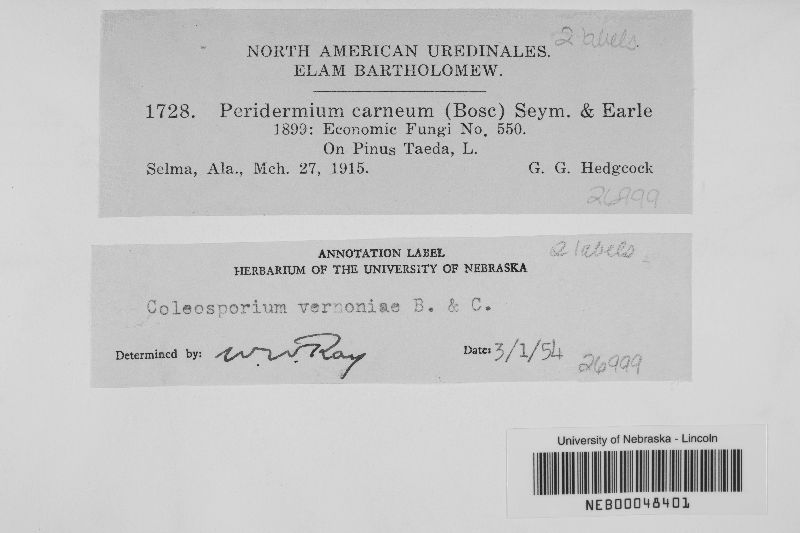 2 labels.
NORTH AMERICAN UREDINALES.
ELAM BARTHOLOMEW.
1728. Peridermium carneum (Bosc) Seym. & Earle
1899: Economic Fungi No. 550.
On Pinus Taeda, L.
Selma, Ala., Mch. 27, 1915. G. G. Hedgcock
26999
ANNOTATION LABEL
2 labels
HERBARIUM OF THE UNIVERSITY OF NEBRASKA
Coleosporium vernoniae B. & C.
Determined by: W.W. Ray Date: 3/1/54
26999
University of Nebraska - Lincoln
NEB00048401